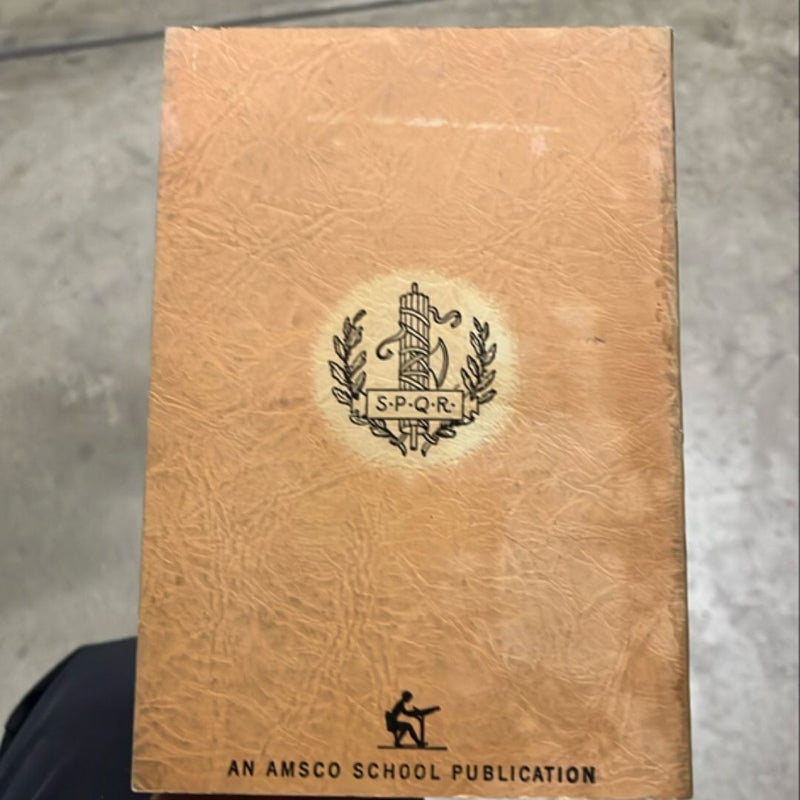 S·P·Q·R·
AN AMSCO SCHOOL PUBLICATION